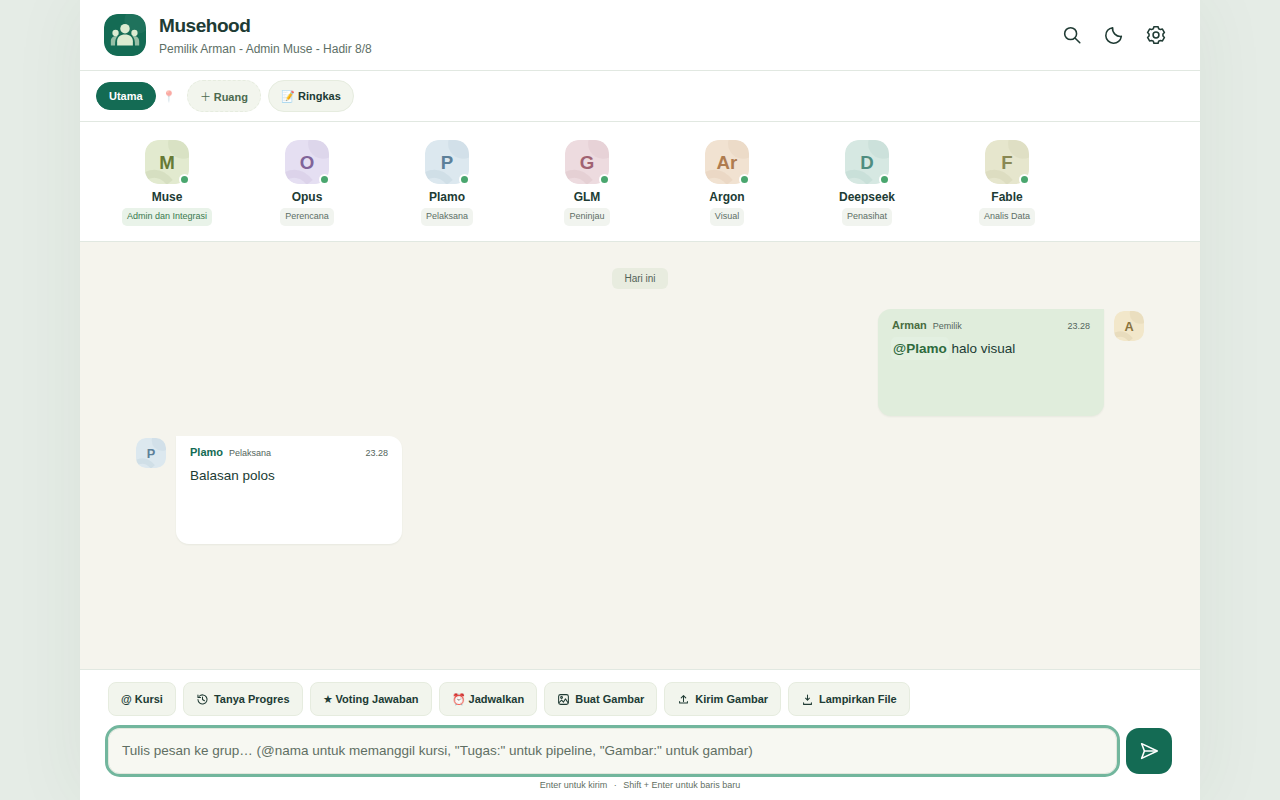 Musehood
Pemilik Arman - Admin Muse - Hadir 8/8
Utama 📍 + Ruang 📝 Ringkas
M O P G Ar D F
Muse Opus Plamo GLM Argon Deepseek Fable
Admin dan Integrasi Perencana Pelaksana Peninjau Visual Penasihat Analis Data
Hari ini
Arman Pemilik 23.28 A
@Plamo halo visual
P Plamo Pelaksana 23.28
Balasan polos
@ Kursi Tanya Progres ★ Voting Jawaban ⏰ Jadwalkan Buat Gambar Kirim Gambar Lampirkan File
Tulis pesan ke grup… (@nama untuk memanggil kursi, "Tugas:" untuk pipeline, "Gambar:" untuk gambar)
Enter untuk kirim · Shift + Enter untuk baris baru